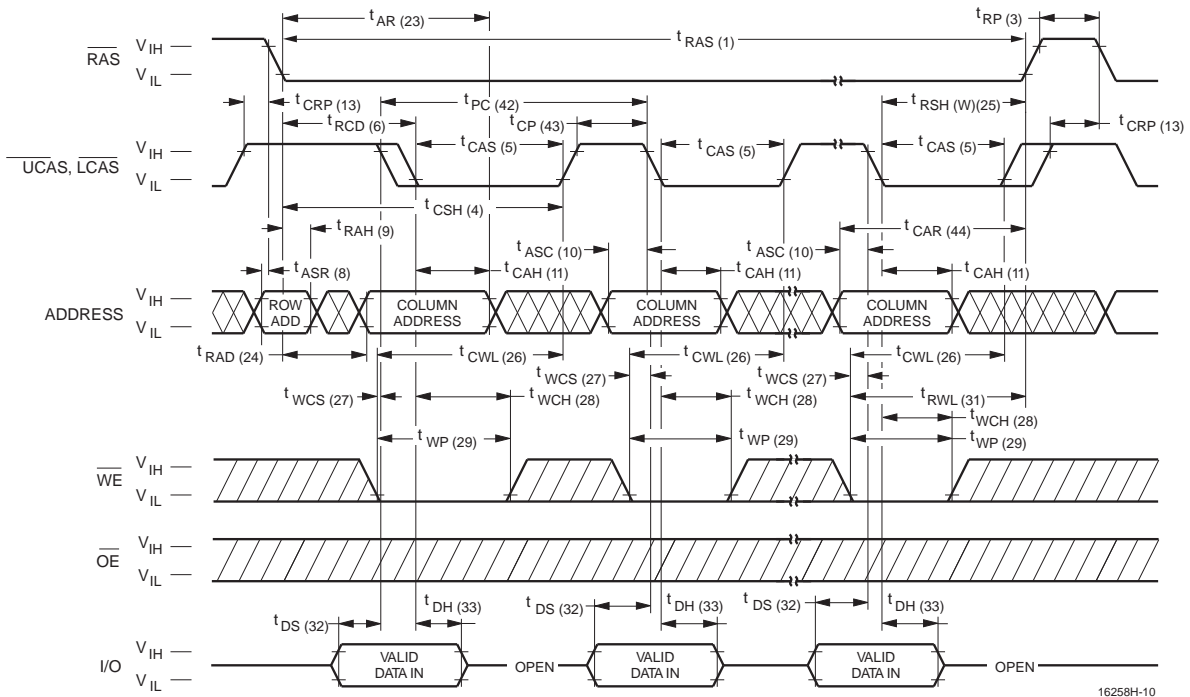 t AR (23)
t RP (3)
t RAS (1)
RAS
V IH
V IL
t CRP (13)
t PC (42)
t RSH (W)(25)
t RCD (6)
t CP (43)
t CRP (13)
UCAS, LCAS
V IH
V IL
t CAS (5)
t CAS (5)
t CAS (5)
t CSH (4)
t RAH (9)
t CAR (44)
t ASR (8)
t ASC (10)
t ASC (10)
t CAH (11)
t CAH (11)
t CAH (11)
ADDRESS
V IH
V IL
ROW ADD
COLUMN ADDRESS
COLUMN ADDRESS
COLUMN ADDRESS
t RAD (24)
t CWL (26)
t CWL (26)
t CWL (26)
t WCS (27)
t WCS (27)
t WCS (27)
t WCH (28)
t WCH (28)
t RWL (31)
t WCH (28)
t WP (29)
t WP (29)
t WP (29)
WE
V IH
V IL
OE
V IH
V IL
t DS (32)
t DH (33)
t DS (32)
t DH (33)
t DS (32)
t DH (33)
I/O
V IH
V IL
VALID DATA IN
OPEN
VALID DATA IN
VALID DATA IN
OPEN
16258H-10